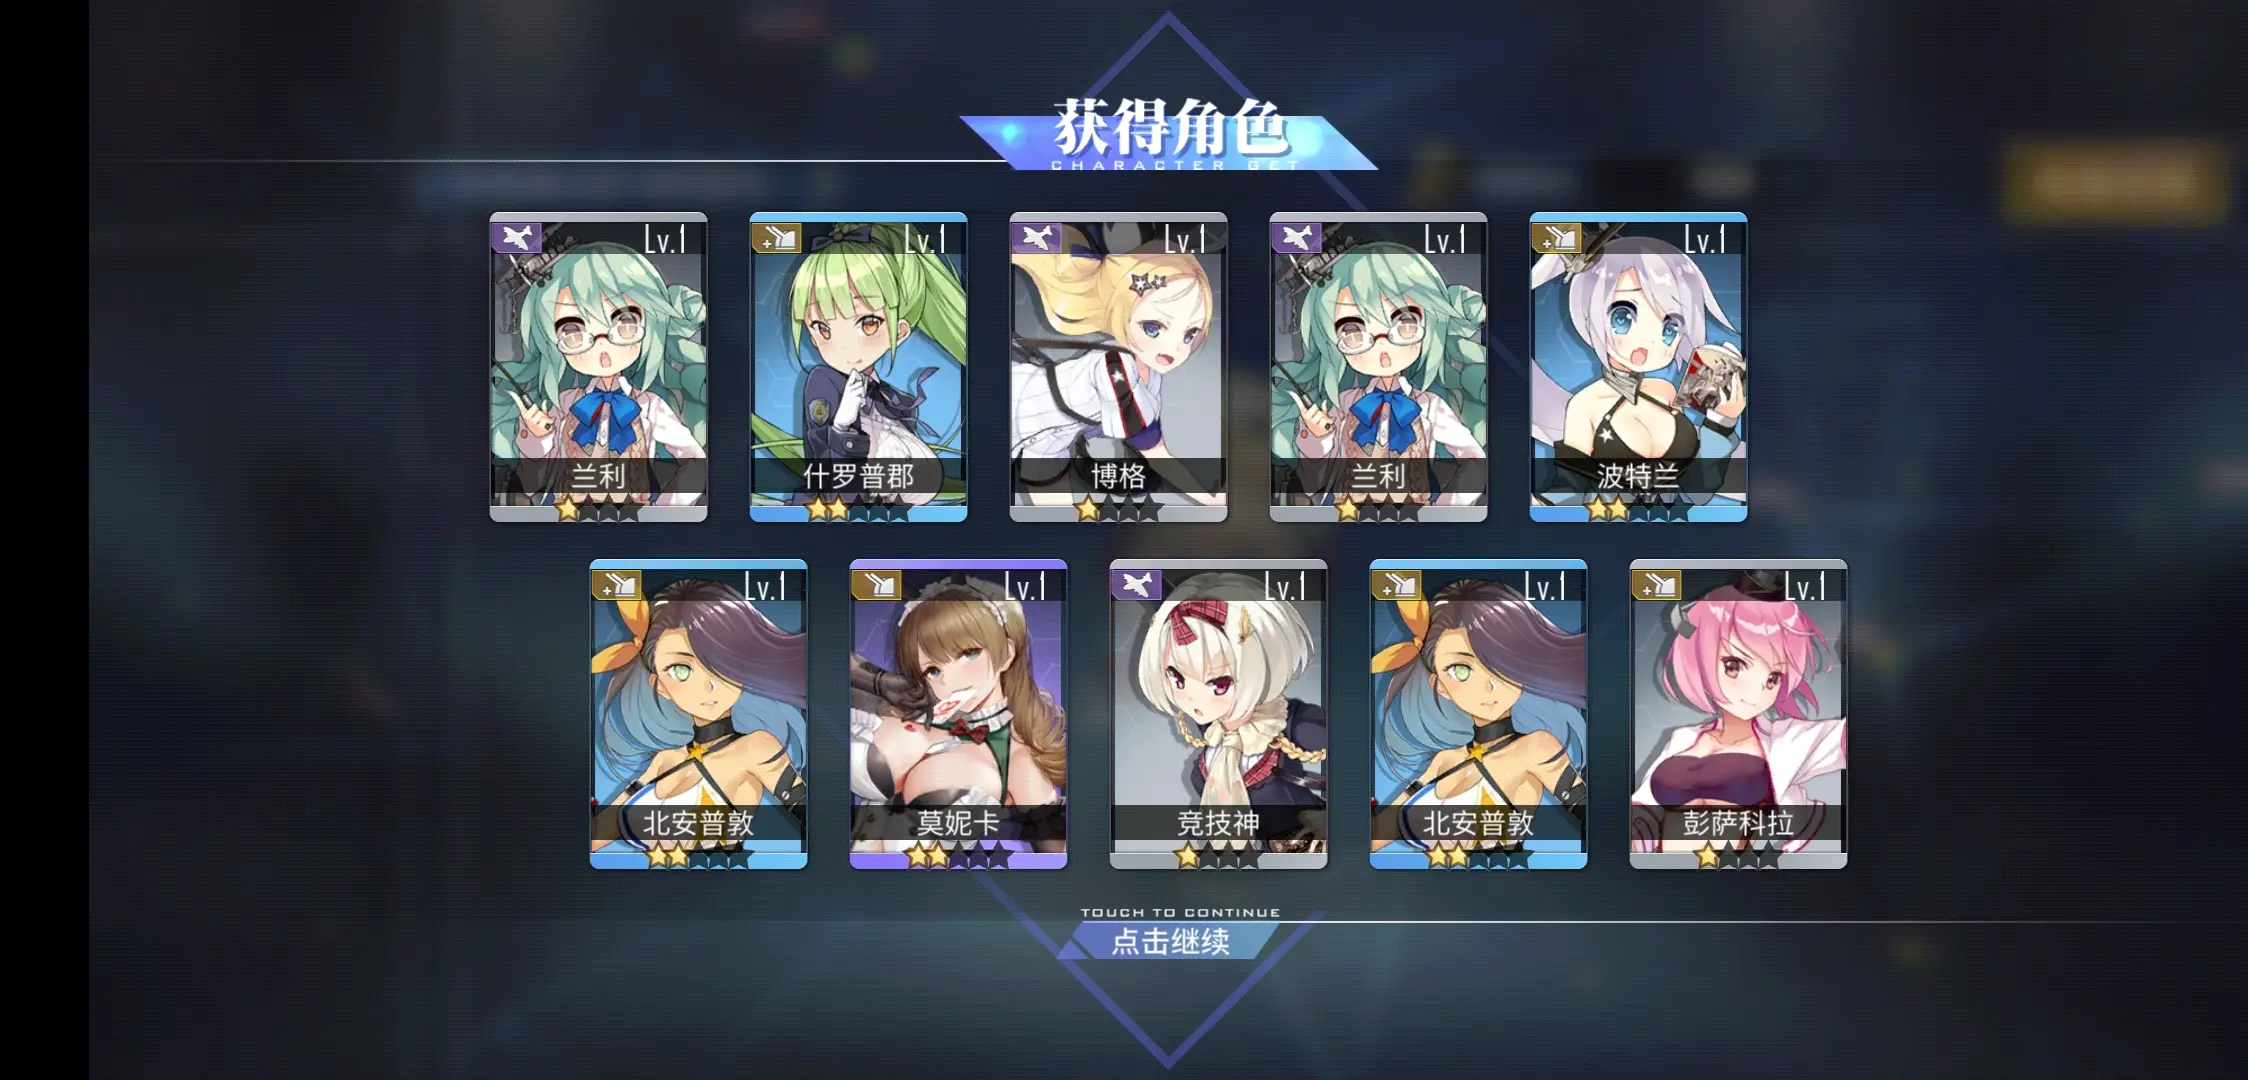 获得角色
CHARACTER GET
Lv.1
Lv.1
Lv.1
Lv.1
Lv.1
兰利
什罗普郡
博格
兰利
波特兰
Lv.1
Lv.1
Lv.1
Lv.1
Lv.1
北安普敦
莫妮卡
竞技神
北安普敦
彭萨科拉
TOUCH TO CONTINUE
点击继续